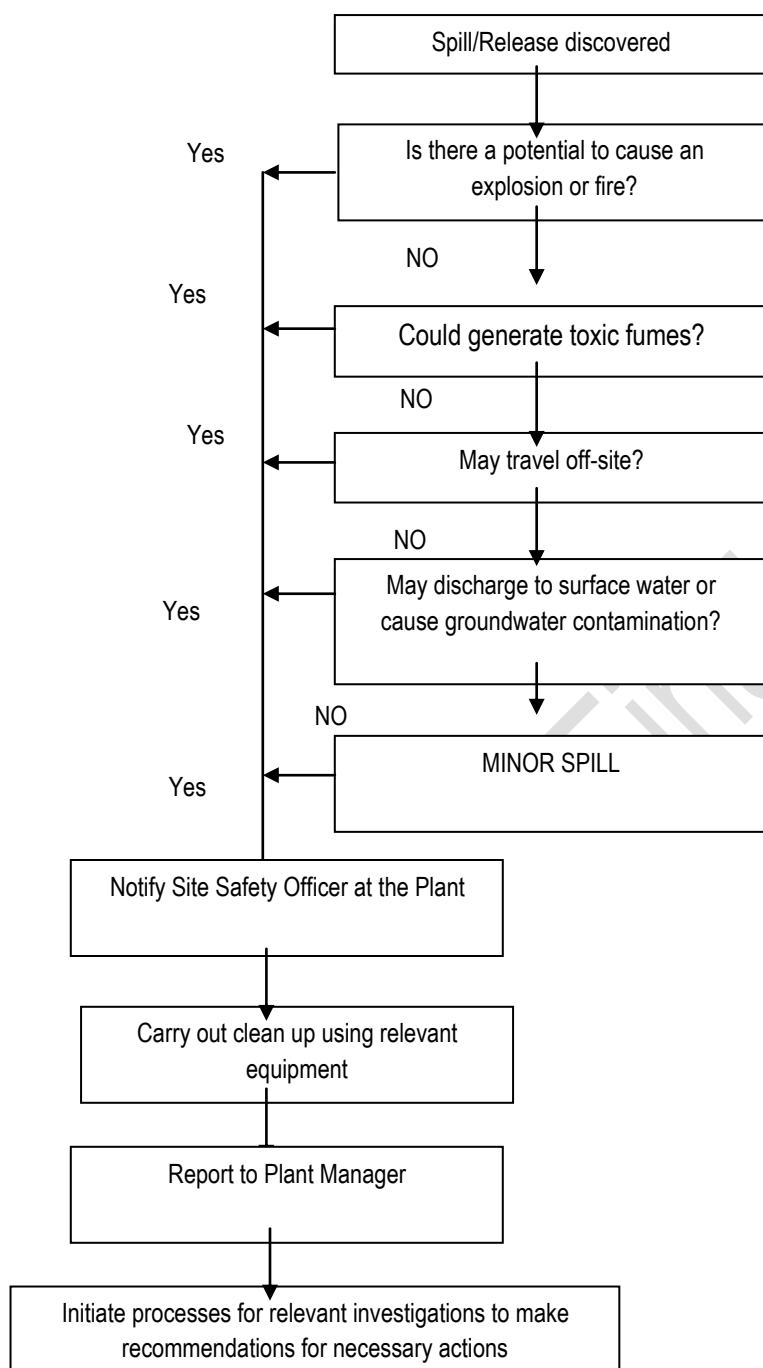 Spill/Release discovered
Yes
Is there a potential to cause an
explosion or fire?
NO
Yes
Could generate toxic fumes?
NO
Yes
May travel off-site?
NO
May discharge to surface water or
cause groundwater contamination?
Yes
NO
MINOR SPILL
Yes
Notify Site Safety Officer at the Plant
Carry out clean up using relevant
equipment
Report to Plant Manager
Initiate processes for relevant investigations to make
recommendations for necessary actions